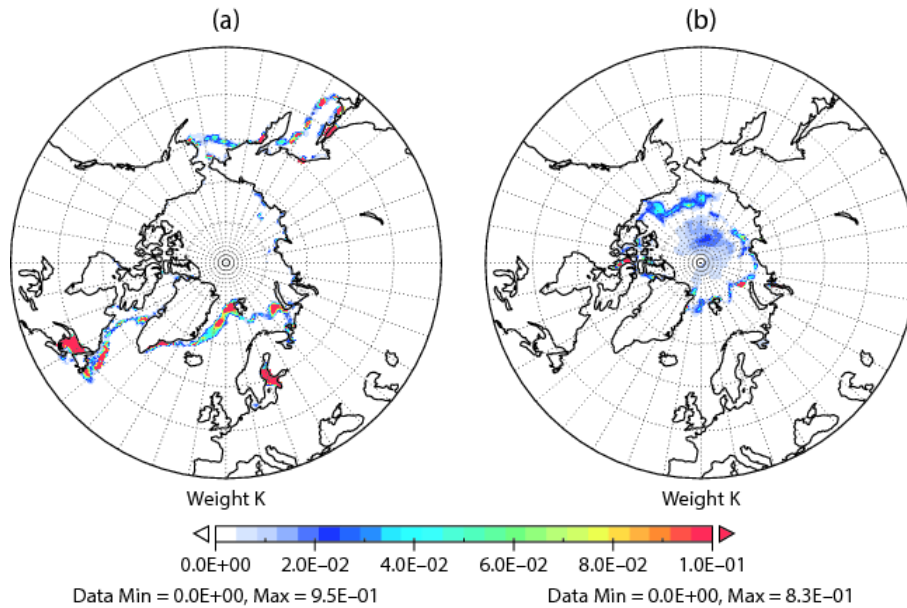 (a) (b)
Weight K Weight K
0.0E+00 2.0E–02 4.0E–02 6.0E–02 8.0E–02 1.0E–01
Data Min = 0.0E+00, Max = 9.5E–01 Data Min = 0.0E+00, Max = 8.3E–01